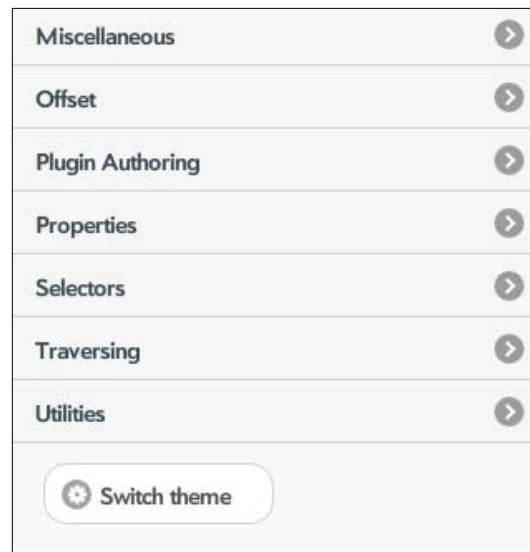 Miscellaneous
Offset
Plugin Authoring
Properties
Selectors
Traversing
Utilities
Switch theme